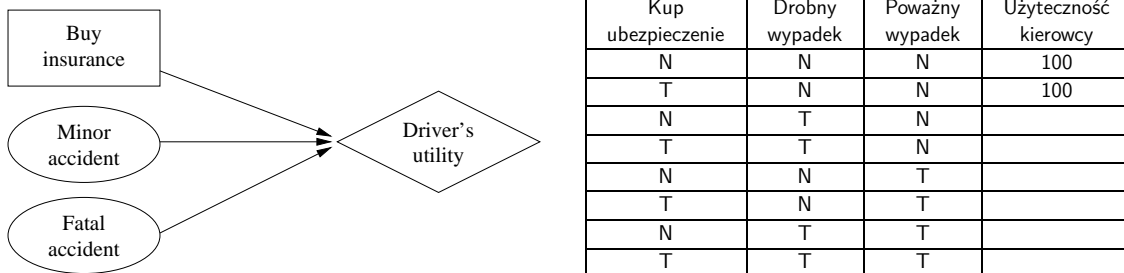 Buy
insurance
Minor
accident
Fatal
accident
Driver's
utility
Kup ubezpieczenie Drobny wypadek Poważny wypadek Użyteczność kierowcy
N N N 100
T N N 100
N T N
T T N
N N T
T N T
N T T
T T T